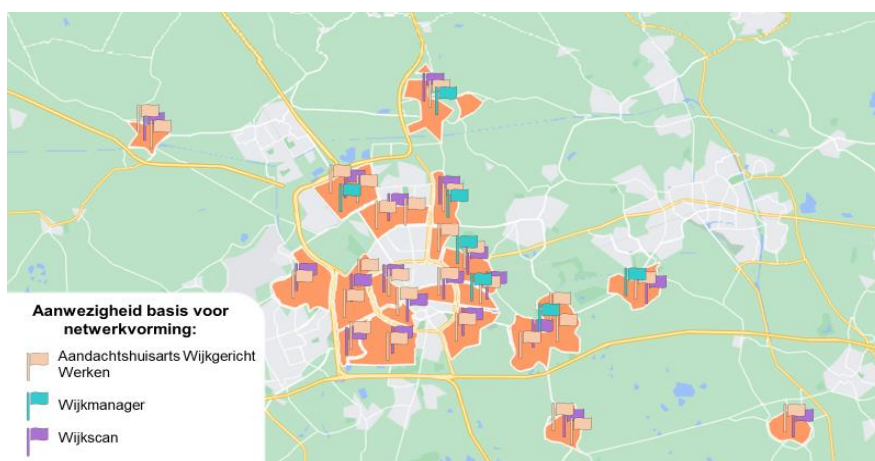 Aanwezigheid basis voor
netwerkvorming:
Aandachtshuisarts Wijkgericht
Werken
Wijkmanager
Wijkscan